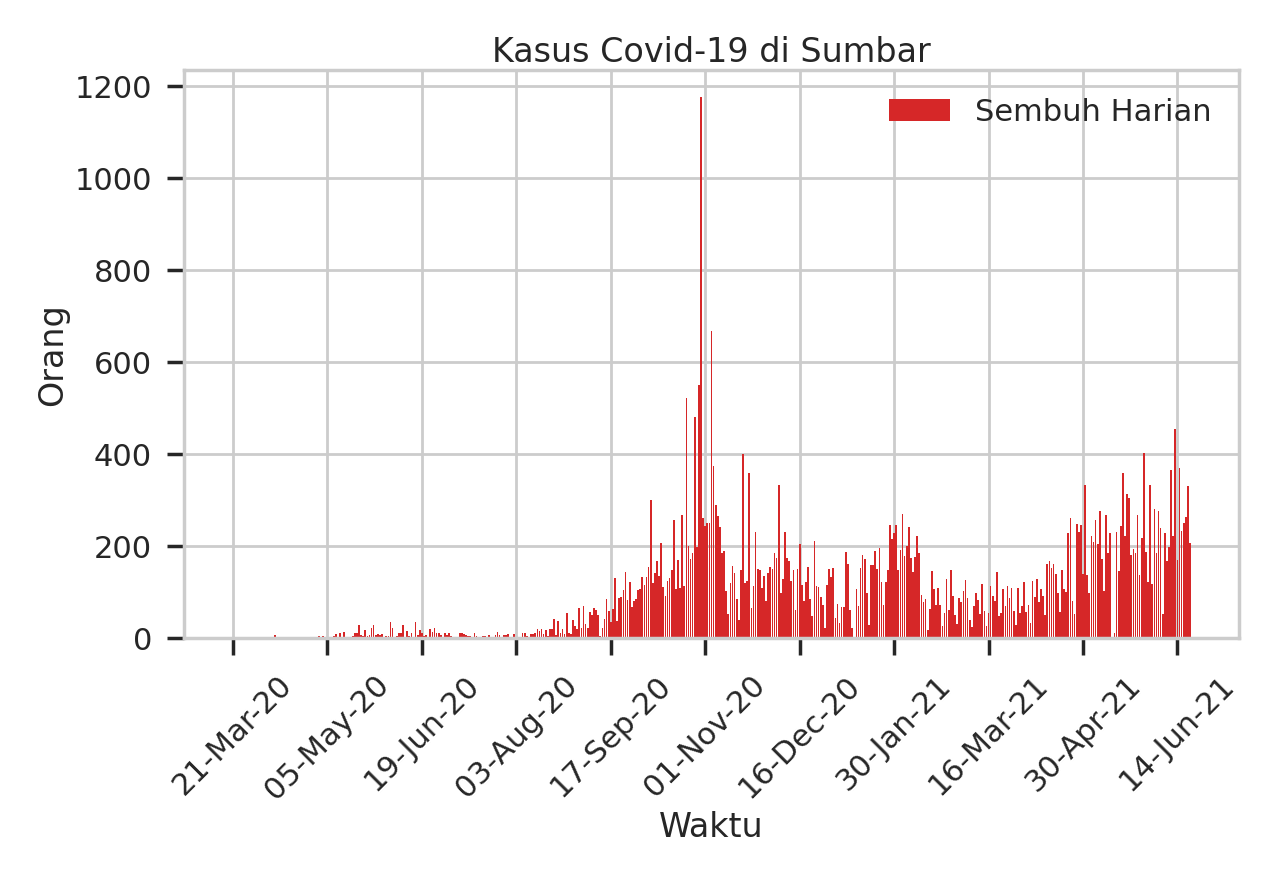 Kasus Covid-19 di Sumbar
Sembuh Harian
Orang
1200
1000
800
600
400
200
0
21-Mar-20
05-May-20
19-Jun-20
03-Aug-20
17-Sep-20
01-Nov-20
16-Dec-20
30-Jan-21
16-Mar-21
30-Apr-21
14-Jun-21
Waktu